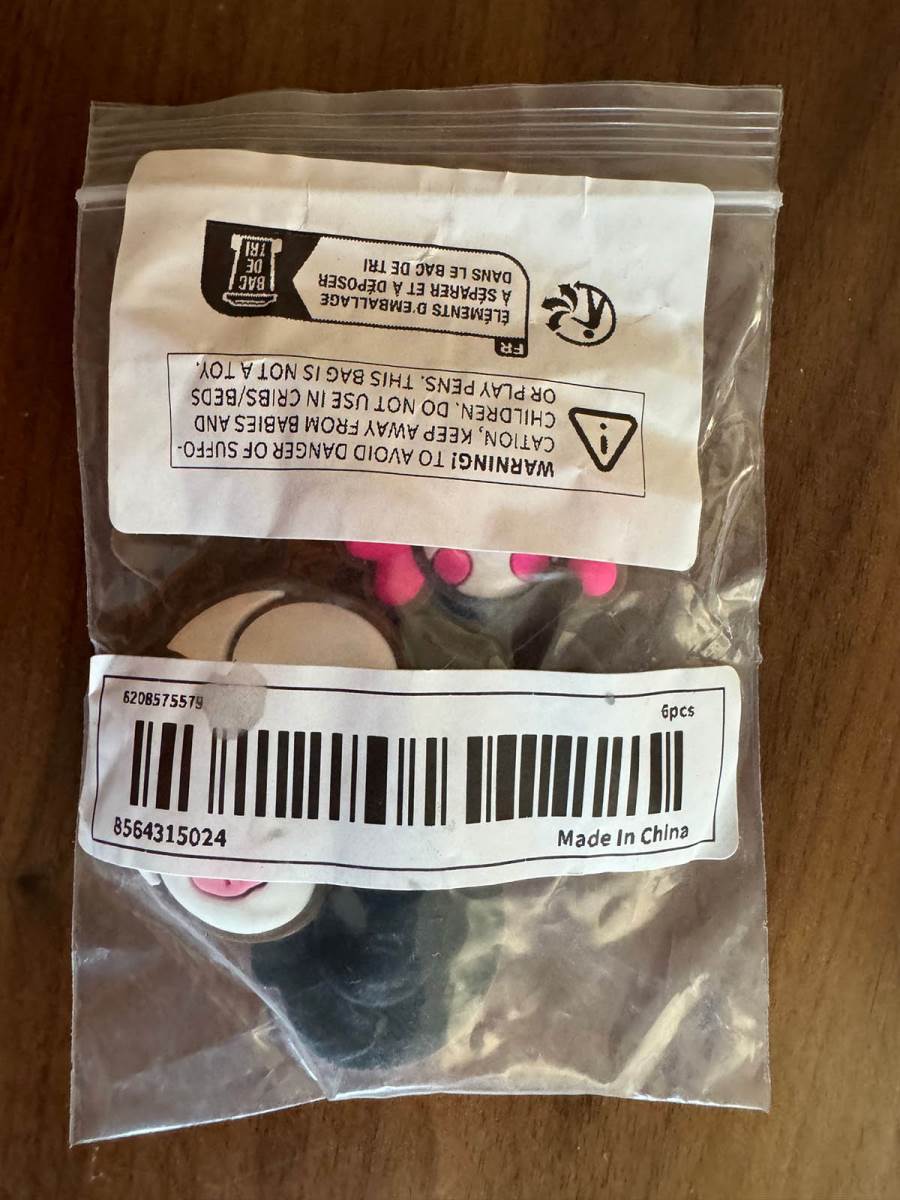 FR
ÉLÉMENTS D'EMBALLAGE
À SÉPARER ET À DÉPOSER
DANS LE BAC DE TRI
BAC
DE
TRI
WARNING! TO AVOID DANGER OF SUFFO-
CATION, KEEP AWAY FROM BABIES AND
CHILDREN. DO NOT USE IN CRIBS/BEDS
OR PLAY PENS. THIS BAG IS NOT A TOY.
6208575579
6pcs
8564315024
Made In China